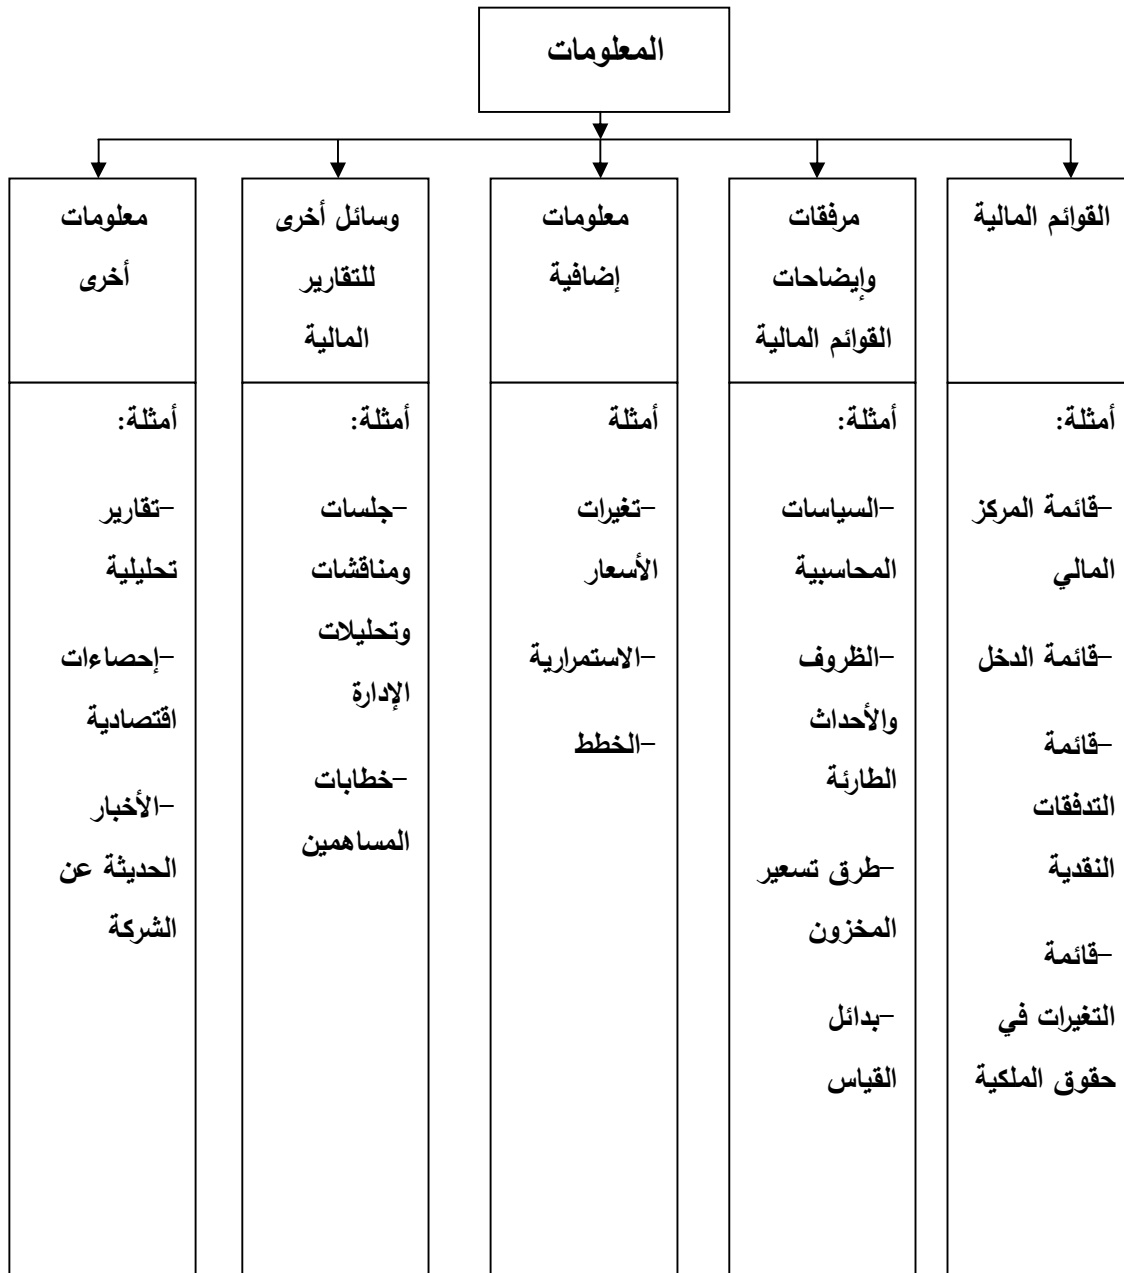 المعلومات
القوائم المالية
أمثلة:
–قائمة المركز
المالي
–قائمة الدخل
–قائمة
التدفقات
النقدية
–قائمة
التغيرات في
حقوق الملكية
مرفقات
وإيضاحات
القوائم المالية
أمثلة:
–السياسات
المحاسبية
–الظروف
والأحداث
الطارئة
–طرق تسعير
المخزون
–بدائل
القياس
معلومات
إضافية
أمثلة
–تغيرات
الأسعار
–الاستمرارية
–الخطط
وسائل أخرى
للتقارير
المالية
أمثلة:
–جلسات
ومناقشات
وتحليلات
الإدارة
–خطابات
المساهمين
معلومات
أخرى
أمثلة:
–تقارير
تحليلية
–إحصاءات
اقتصادية
–الأخبار
الحديثة عن
الشركة